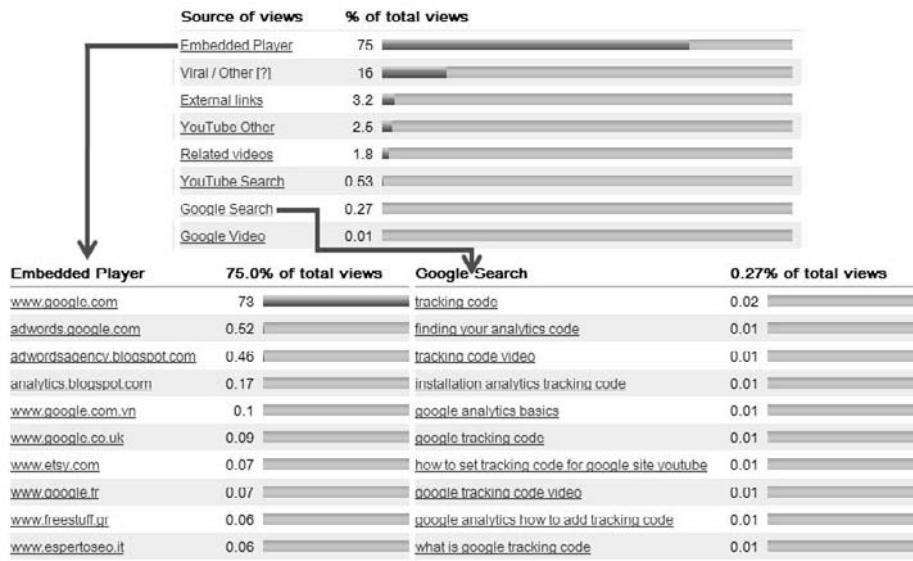 Source of views % of total views
Embedded Player 75
Viral / Other [?] 16
External links 3.2
YouTube Other 2.5
Related videos 1.8
YouTube Search 0.53
Google Search 0.27
Google Video 0.01
Embedded Player 75.0% of total views
www.google.com 73
adwords.google.com 0.52
adwordsagency.blogspot.com 0.46
analytics.blogspot.com 0.17
www.google.com.vn 0.1
www.google.co.uk 0.09
www.etsy.com 0.07
www.google.fr 0.07
www.freestuff.gr 0.06
www.espertoseo.it 0.06
Google Search 0.27% of total views
tracking code 0.02
finding your analytics code 0.01
tracking code video 0.01
installation analytics tracking code 0.01
google analytics basics 0.01
google tracking code 0.01
how to set tracking code for google site youtube 0.01
google tracking code video 0.01
google analytics how to add tracking code 0.01
what is google tracking code 0.01